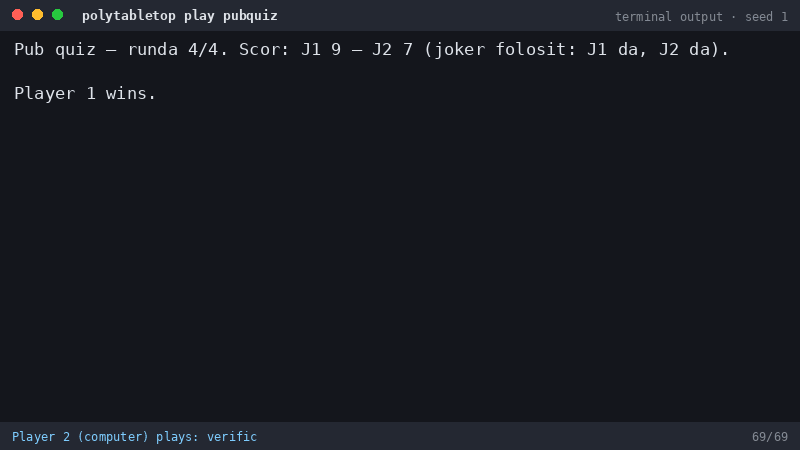 polytabletop play pubquiz
terminal output · seed 1
Pub quiz — runda 4/4. Scor: J1 9 — J2 7 (joker folosit: J1 da, J2 da).
Player 1 wins.
Player 2 (computer) plays: verific
69/69